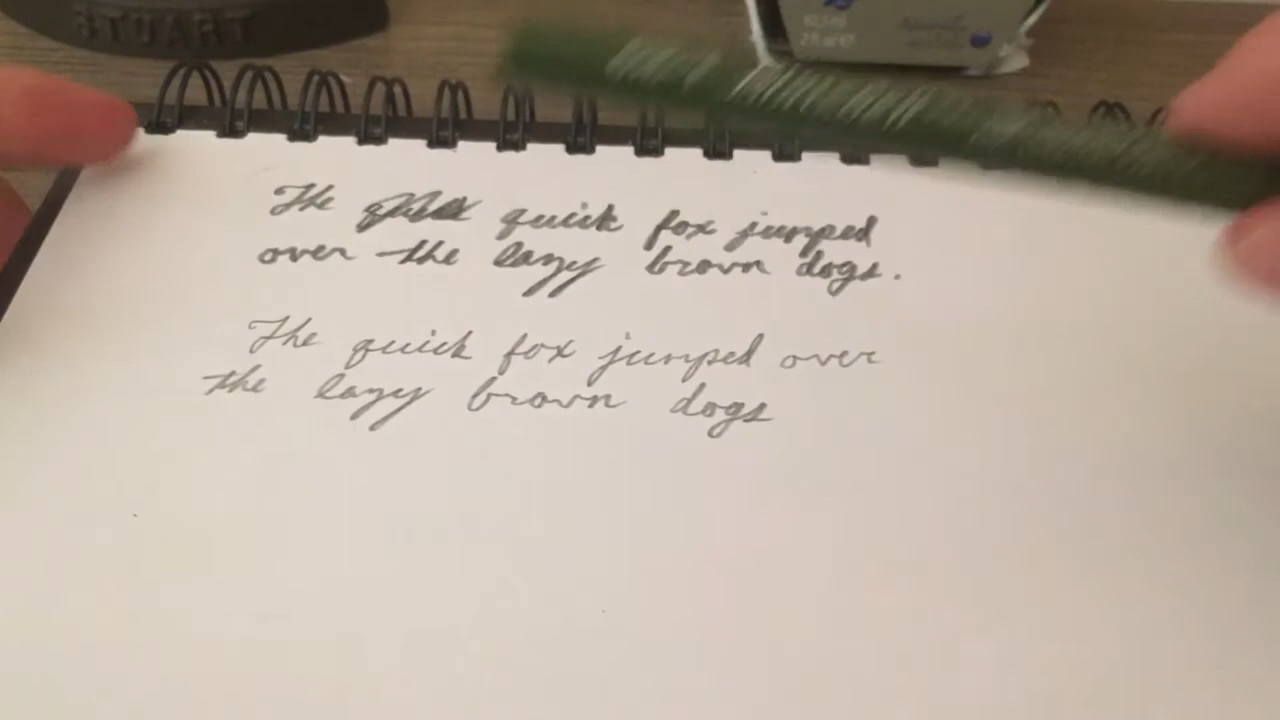 STUART
The quick fox jumped
over the lazy brown dogs.
The quick fox jumped over
the lazy brown dogs